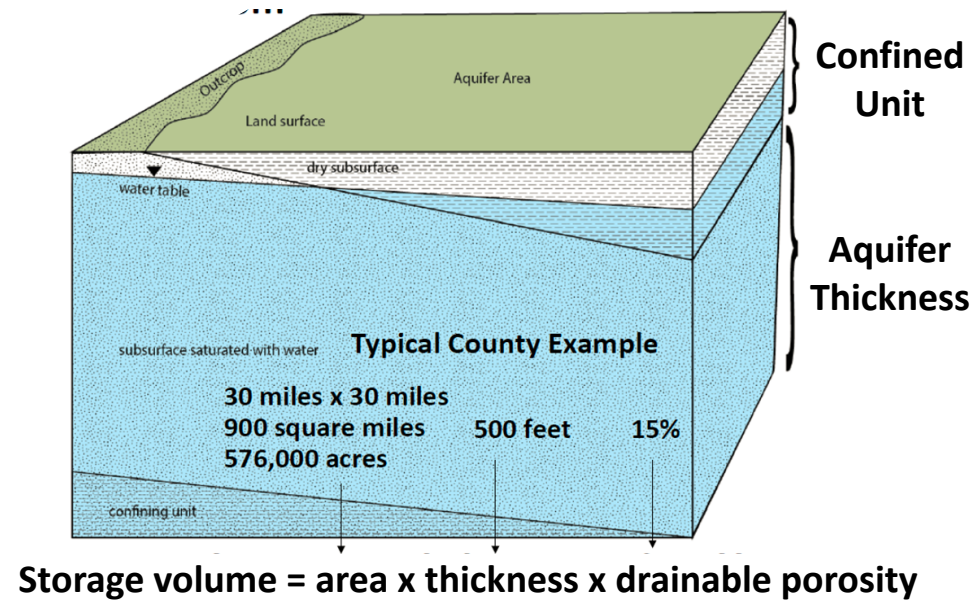 Outcrop
Aquifer Area
Land surface
Confined
Unit
dry subsurface
water table
Aquifer
Thickness
subsurface saturated with water
Typical County Example
30 miles x 30 miles
900 square miles
576,000 acres
500 feet
15%
confining unit
Storage volume = area x thickness x drainable porosity